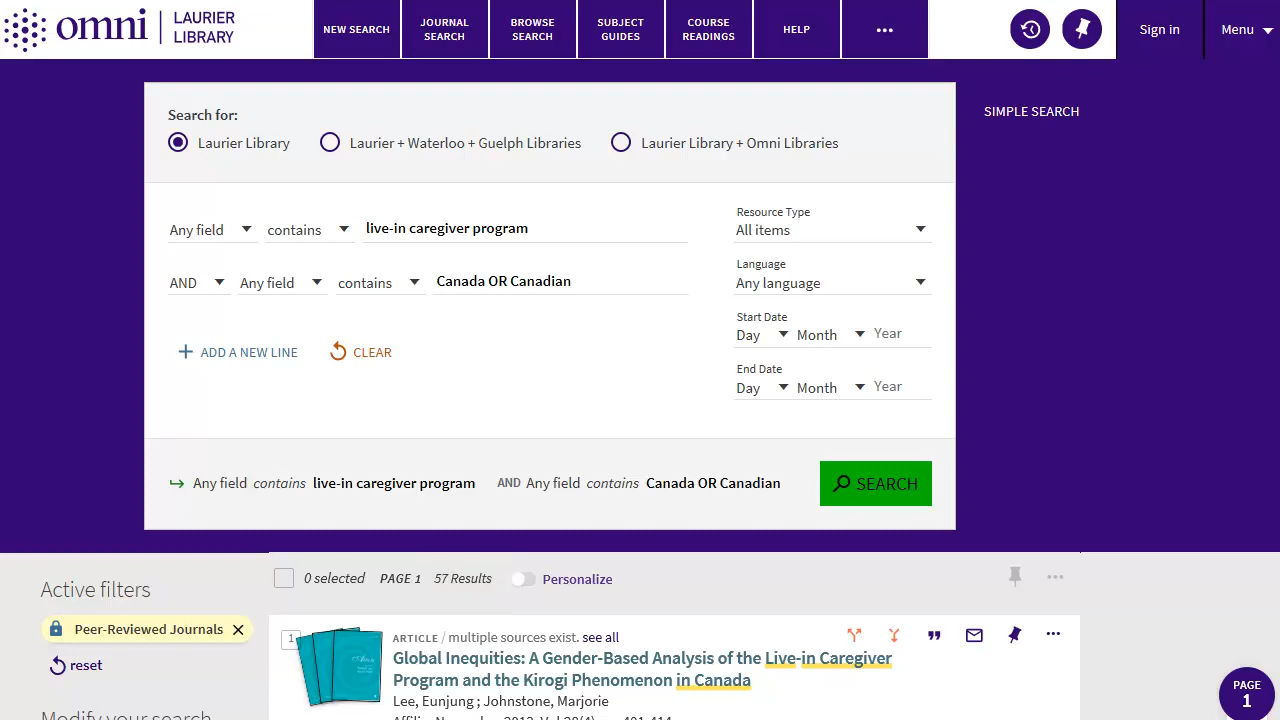 omni LAURIER LIBRARY
NEW SEARCH
JOURNAL SEARCH
BROWSE SEARCH
SUBJECT GUIDES
COURSE READINGS
HELP
Sign in
Menu
SIMPLE SEARCH
Search for:
Laurier Library
Laurier + Waterloo + Guelph Libraries
Laurier Library + Omni Libraries
Any field contains live-in caregiver program
AND Any field contains Canada OR Canadian
ADD A NEW LINE
CLEAR
Resource Type
All items
Language
Any language
Start Date
Day Month Year
End Date
Day Month Year
Any field contains live-in caregiver program AND Any field contains Canada OR Canadian
SEARCH
Active filters
Peer-Reviewed Journals
reset
Modify your search
0 selected PAGE 1 57 Results Personalize
1
ARTICLE / multiple sources exist. see all
Global Inequities: A Gender-Based Analysis of the Live-in Caregiver
Program and the Kirogi Phenomenon in Canada
Lee, Eunjung ; Johnstone, Marjorie
PAGE
1